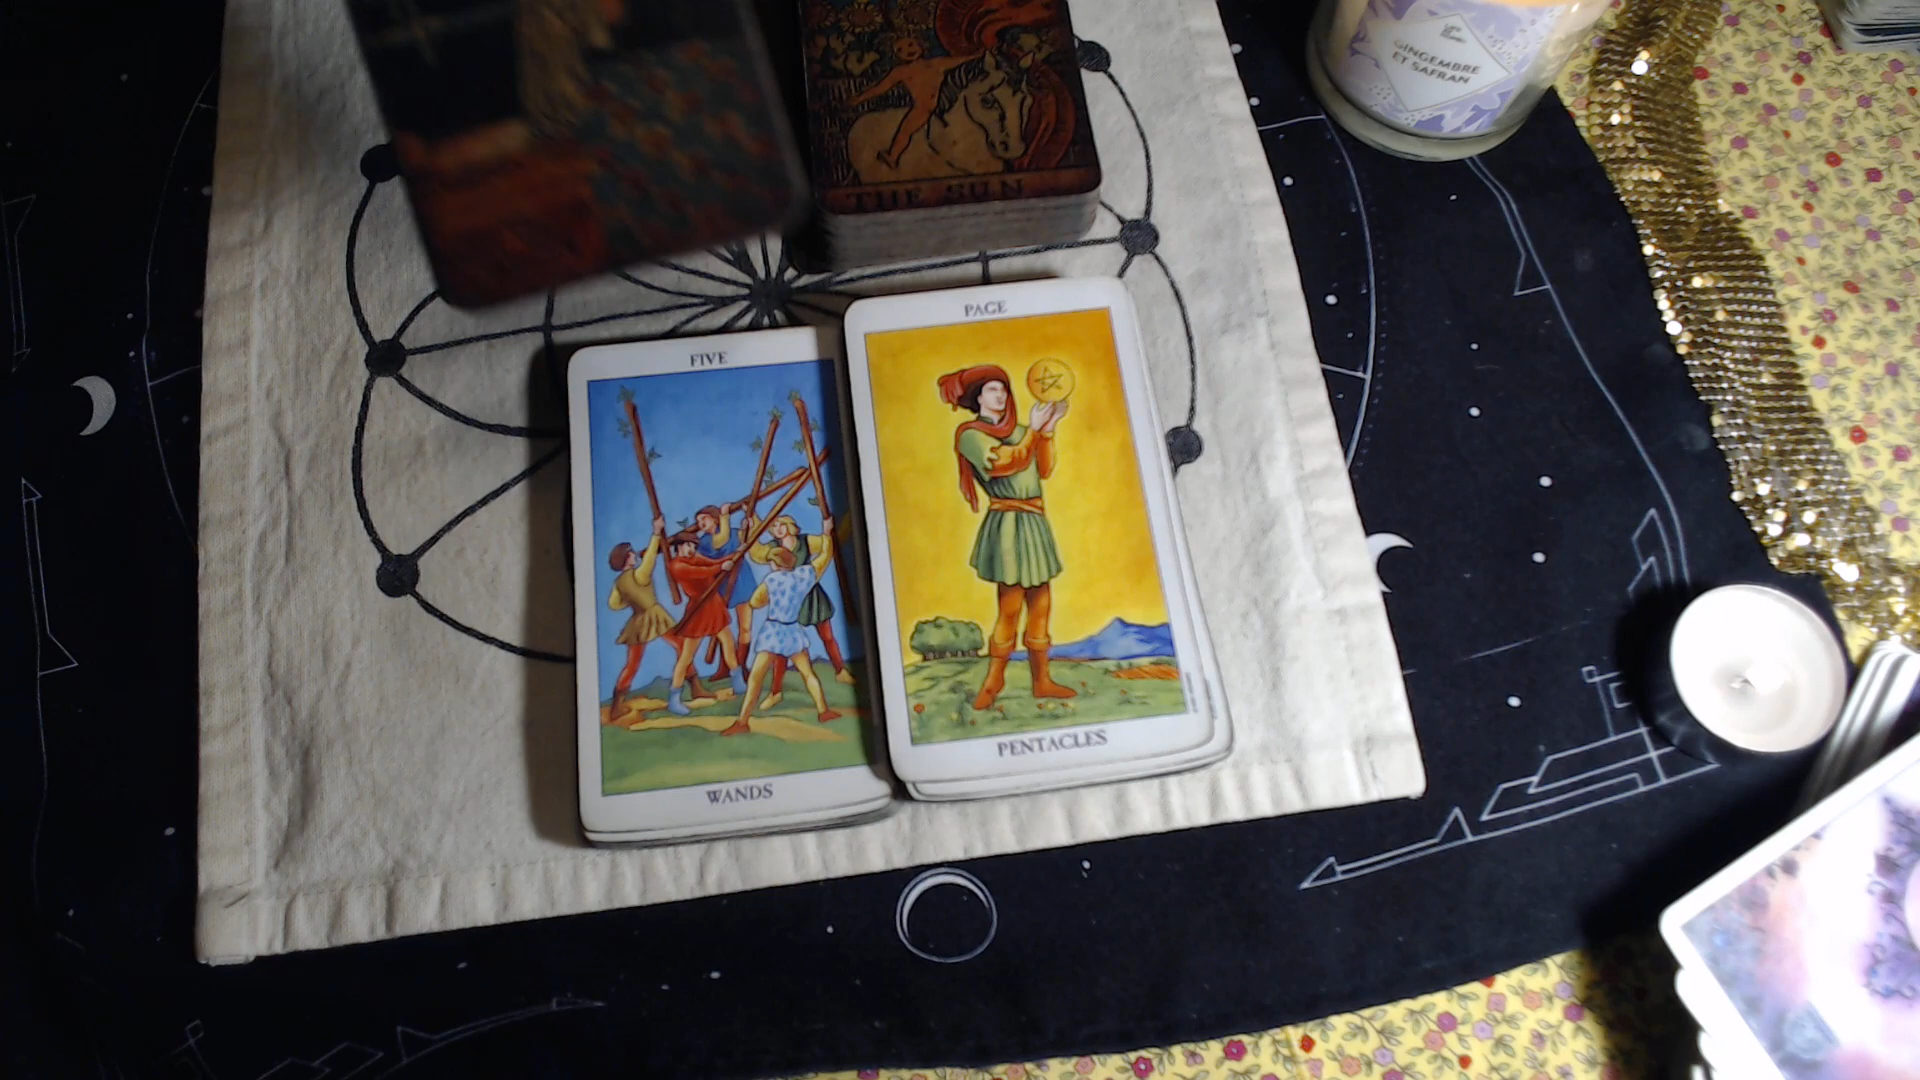 GINGEMBRE
ET SAFRAN
THE SUN
FIVE
WANDS
PAGE
PENTACLES